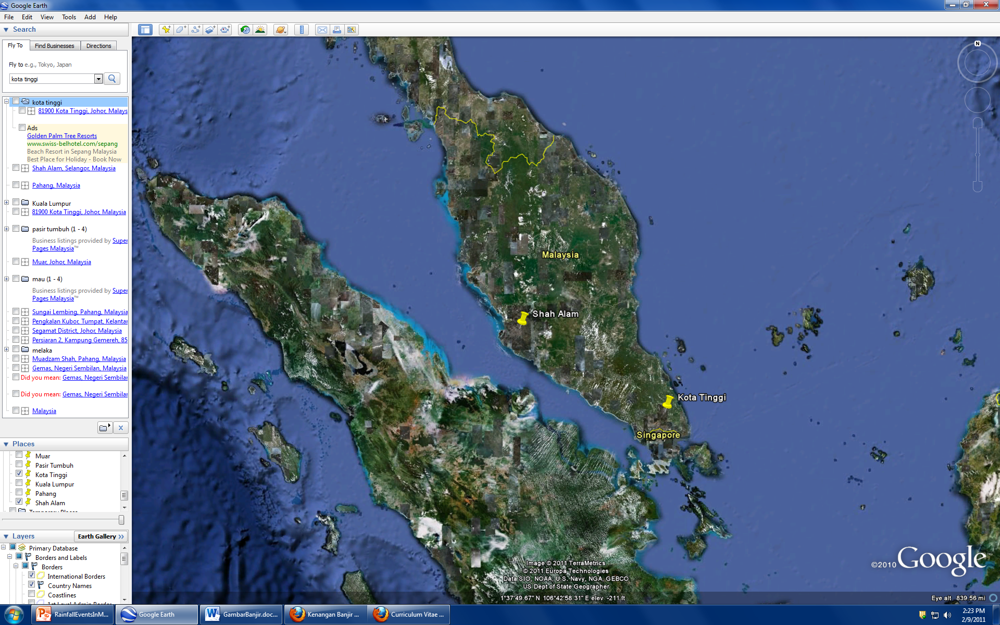 Google Earth
File Edit View Tools Add Help
Search
Fly To Find Businesses Directions
Fly to e.g., Tokyo, Japan
kota tinggi
kota tinggi
81900 Kota Tinggi, Johor, Malays
Ads
Golden Palm Tree Resorts
www.swiss-belhotel.com/sepang
Beach Resort in Sepang Malaysia
Best Place for Holiday - Book Now
Shah Alam, Selangor, Malaysia
Pahang, Malaysia
Kuala Lumpur
81900 Kota Tinggi, Johor, Malaysia
pasir tumbuh (1 - 4)
Business listings provided by Super
Pages Malaysia™
Muar, Johor, Malaysia
mau (1 - 4)
Business listings provided by Super
Pages Malaysia™
Sungai Lembing, Pahang, Malaysia
Pengkalan Kubor, Tumpat, Kelantan
Segamat District, Johor, Malaysia
Persiaran 2, Kampung Gemereh, 85
melaka
Muadzam Shah, Pahang, Malaysia
Gemas, Negeri Sembilan, Malaysia
Did you mean: Gemas, Negeri Sembilan
Did you mean: Gemas, Negeri Sembilan
Malaysia
Places
Muar
Pasir Tumbuh
Kota Tinggi
Kuala Lumpur
Pahang
Shah Alam
Temporary Places
Layers Earth Gallery »
Primary Database
Borders and Labels
Borders
International Borders
Country Names
Coastlines
1st Level Admin Border
N
Malaysia
Shah Alam
Kota Tinggi
Singapore
Image © 2011 TerraMetrics
© 2011 Europa Technologies
Data SIO, NOAA, U.S. Navy, NGA, GEBCO
US Dept of State Geographer
©2010 Google™
1°37'49.67" N 106°42'58.31" E elev -211 ft
Eye alt 839.56 mi
RainfallEventsInM...
Google Earth
GambarBanjir.doc...
Kenangan Banjir ...
Curriculum Vitae ...
2:23 PM
2/9/2011